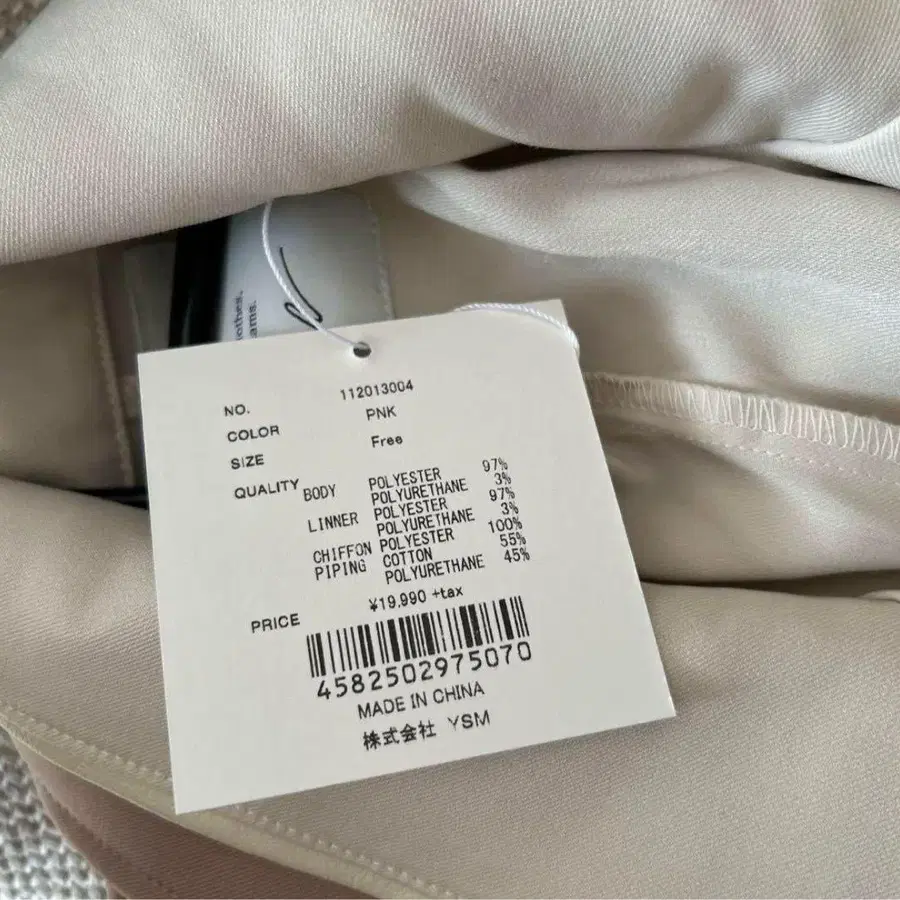 NO. 112013004
COLOR PNK
SIZE Free
QUALITY BODY POLYESTER 97%
POLYURETHANE 3%
LINNER POLYESTER 97%
POLYURETHANE 3%
CHIFFON POLYESTER 100%
PIPING COTTON 55%
POLYURETHANE 45%
PRICE ¥19,990 +tax
4582502975070
MADE IN CHINA
株式会社 YSM